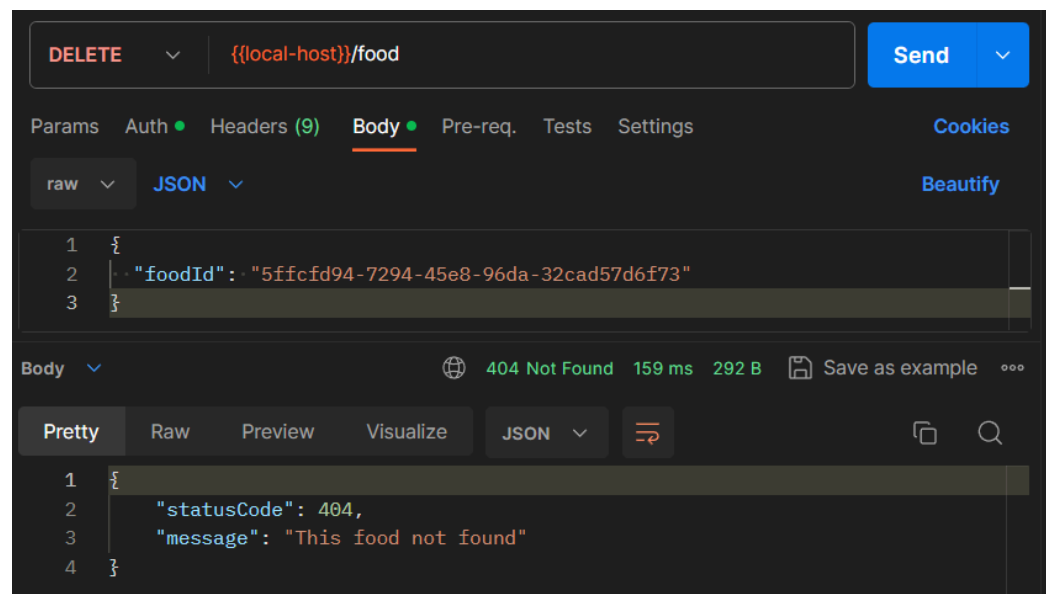 DELETE {{local-host}}/food Send
Params Auth Headers (9) Body Pre-req. Tests Settings Cookies
raw JSON Beautify
1 {
2 "foodId": "5ffcfd94-7294-45e8-96da-32cad57d6f73"
3 }
Body 404 Not Found 159 ms 292 B Save as example
Pretty Raw Preview Visualize JSON
1 {
2 "statusCode": 404,
3 "message": "This food not found"
4 }